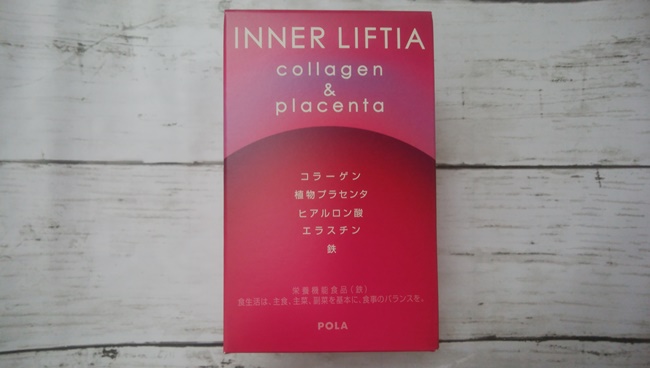 INNER LIFTIA
collagen
&
placenta
コラーゲン
植物プラセンタ
ヒアルロン酸
エラスチン
鉄
栄養機能食品(鉄)
食生活は、主食、主菜、副菜を基本に、食事のバランスを。
POLA